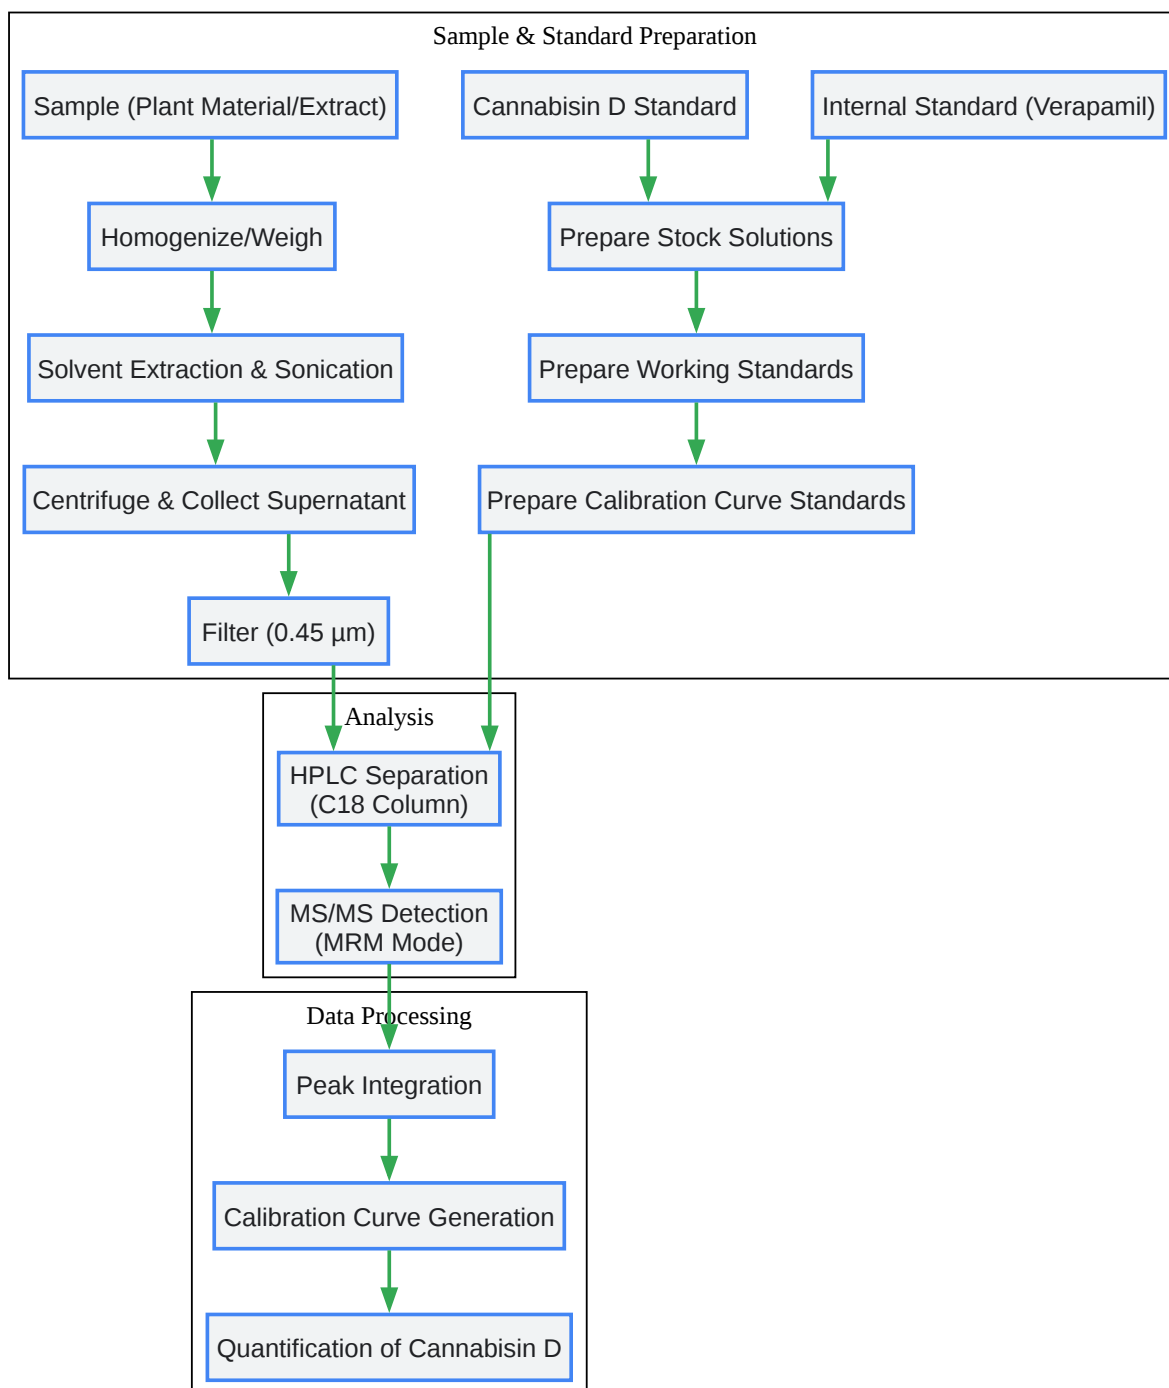 Sample & Standard Preparation
Sample (Plant Material/Extract)
Cannabisin D Standard
Internal Standard (Verapamil)
Homogenize/Weigh
Prepare Stock Solutions
Solvent Extraction & Sonication
Prepare Working Standards
Centrifuge & Collect Supernatant
Prepare Calibration Curve Standards
Filter (0.45 µm)
Analysis
HPLC Separation
(C18 Column)
MS/MS Detection
(MRM Mode)
Data Processing
Peak Integration
Calibration Curve Generation
Quantification of Cannabisin D